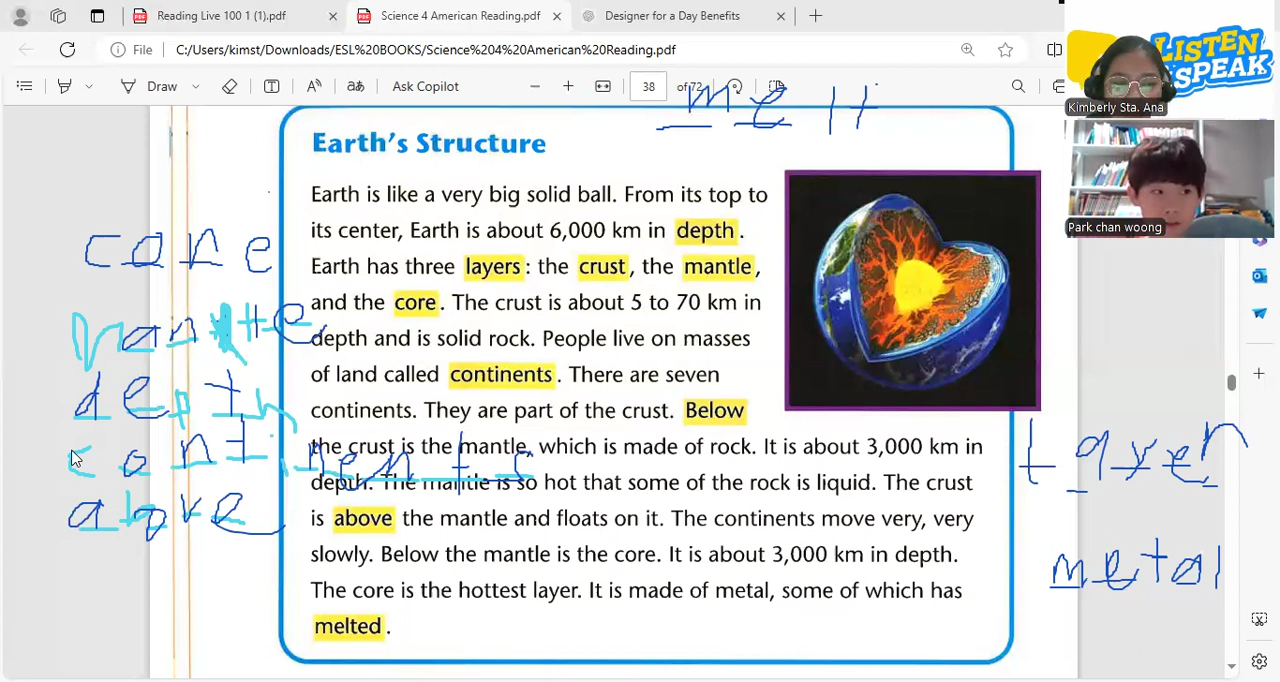 Reading Live 100 1 (1).pdf
Science 4 American Reading.pdf
Designer for a Day Benefits
File
C:/Users/kimst/Downloads/ESL%20BOOKS/Science%204%20American%20Reading.pdf
Draw
Ask Copilot
38
of 72
LISTEN
SPEAK
Kimberly Sta. Ana
Park chan woong
melt
Earth's Structure
Earth is like a very big solid ball. From its top to
its center, Earth is about 6,000 km in depth.
Earth has three layers: the crust, the mantle,
and the core. The crust is about 5 to 70 km in
depth and is solid rock. People live on masses
of land called continents. There are seven
continents. They are part of the crust. Below
the crust is the mantle, which is made of rock. It is about 3,000 km in
depth. The mantle is so hot that some of the rock is liquid. The crust
is above the mantle and floats on it. The continents move very, very
slowly. Below the mantle is the core. It is about 3,000 km in depth.
The core is the hottest layer. It is made of metal, some of which has
melted.
depth
continents
above
metal